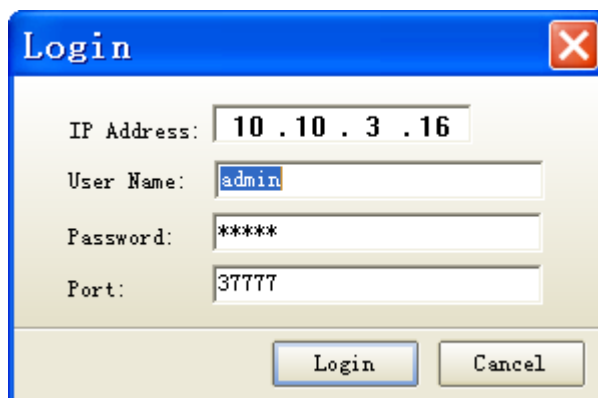 Login
IP Address: 10 . 10 . 3 . 16
User Name: admin
Password: *****
Port: 37777
Login Cancel